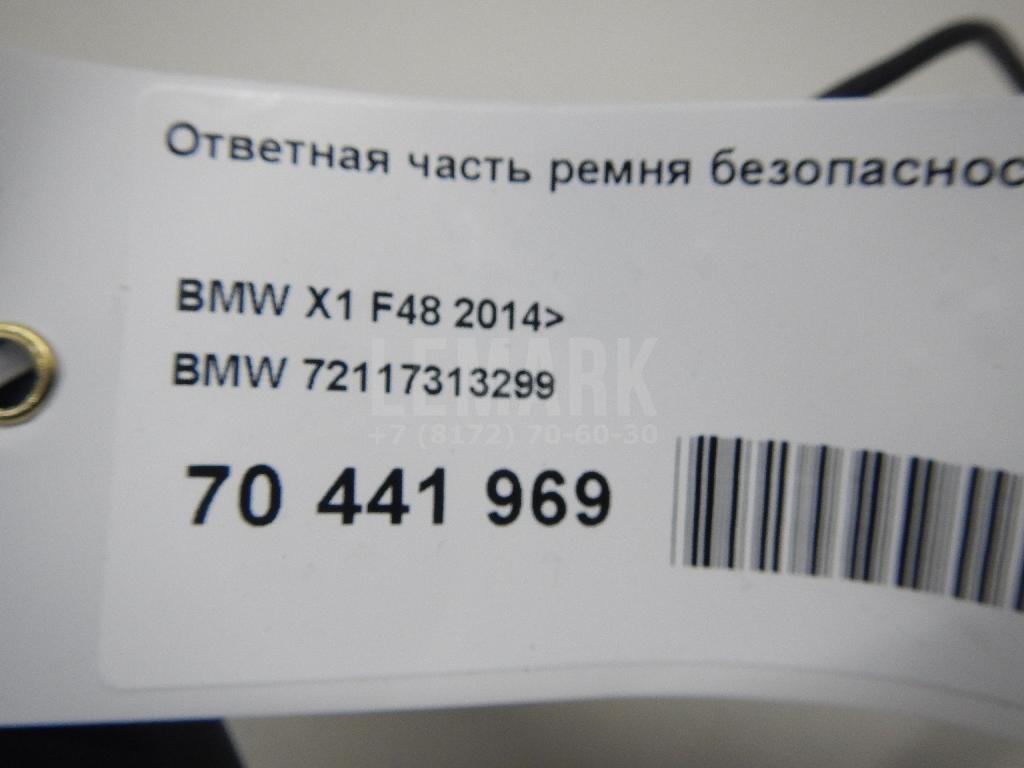 Ответная часть ремня безопаснос
BMW X1 F48 2014>
BMW 72117313299
LEMARK
+7 (8172) 70-60-30
70 441 969